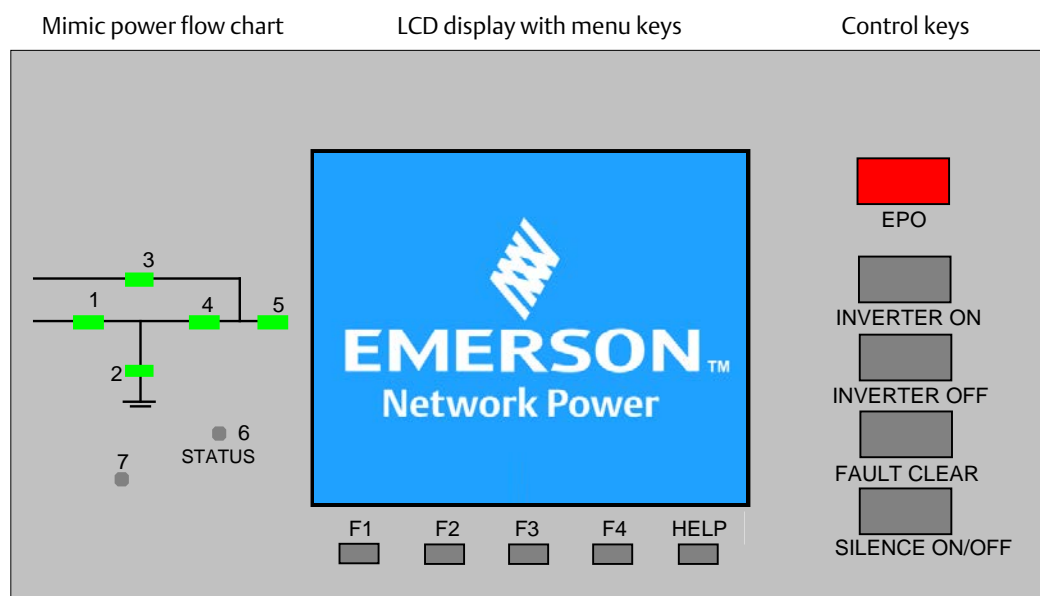 Mimic power flow chart
LCD display with menu keys
Control keys
3
1
4
5
2
6
STATUS
7
EMERSON™
Network Power
F1
F2
F3
F4
HELP
EPO
INVERTER ON
INVERTER OFF
FAULT CLEAR
SILENCE ON/OFF